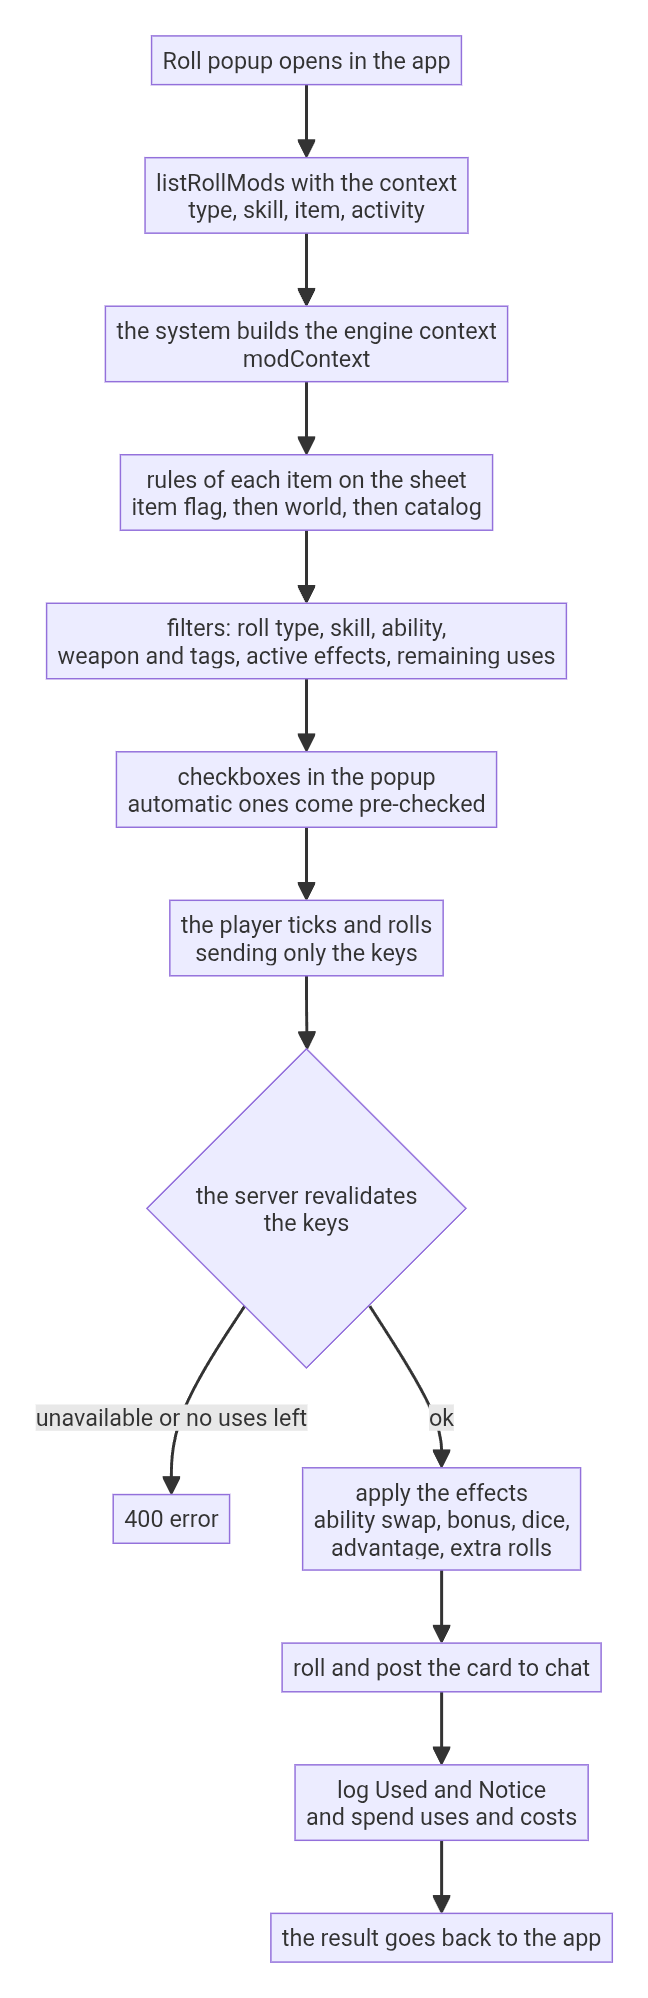 Roll popup opens in the app
listRollMods with the context
type, skill, item, activity
the system builds the engine context
modContext
rules of each item on the sheet
item flag, then world, then catalog
filters: roll type, skill, ability,
weapon and tags, active effects, remaining uses
checkboxes in the popup
automatic ones come pre-checked
the player ticks and rolls
sending only the keys
the server revalidates
the keys
unavailable or no uses left
ok
400 error
apply the effects
ability swap, bonus, dice,
advantage, extra rolls
roll and post the card to chat
log Used and Notice
and spend uses and costs
the result goes back to the app